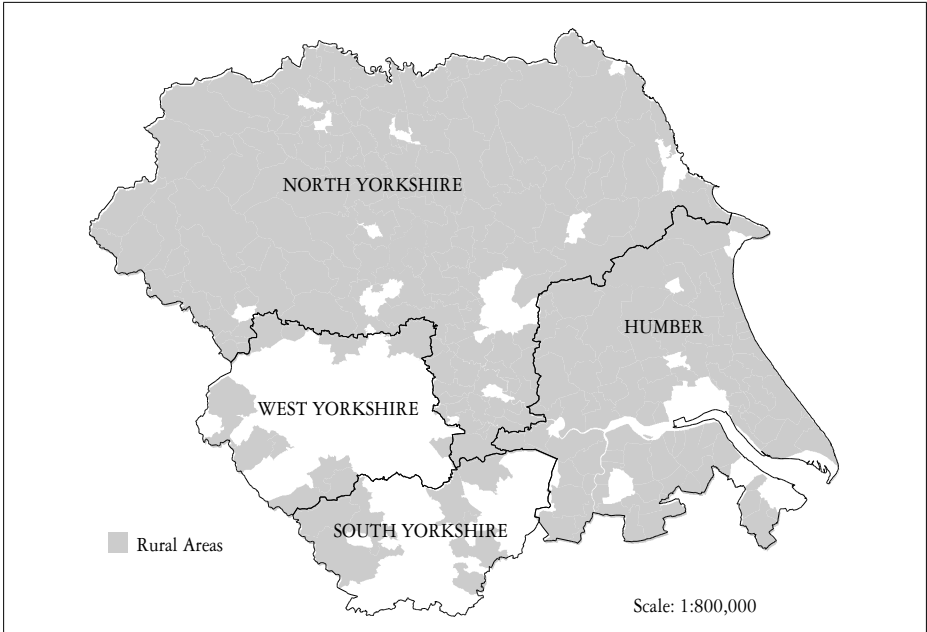 NORTH YORKSHIRE
HUMBER
WEST YORKSHIRE
SOUTH YORKSHIRE
Rural Areas
Scale: 1:800,000